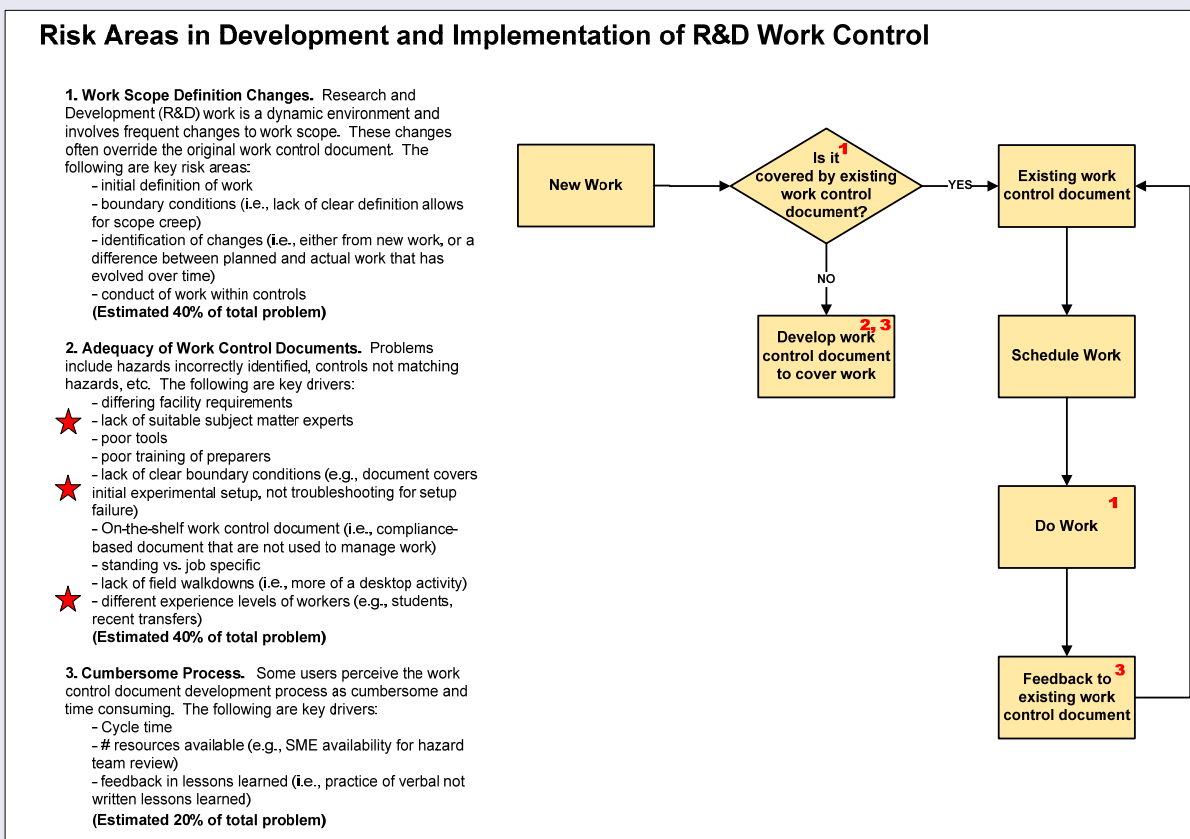 Risk Areas in Development and Implementation of R&D Work Control
1. Work Scope Definition Changes. Research and
Development (R&D) work is a dynamic environment and
involves frequent changes to work scope. These changes
often override the original work control document. The
following are key risk areas:
- initial definition of work
- boundary conditions (i.e., lack of clear definition allows
for scope creep)
- identification of changes (i.e., either from new work, or a
difference between planned and actual work that has
evolved over time)
- conduct of work within controls
(Estimated 40% of total problem)
2. Adequacy of Work Control Documents. Problems
include hazards incorrectly identified, controls not matching
hazards, etc. The following are key drivers:
- differing facility requirements
- lack of suitable subject matter experts
- poor tools
- poor training of preparers
- lack of clear boundary conditions (e.g., document covers
initial experimental setup, not troubleshooting for setup
failure)
- On-the-shelf work control document (i.e., compliance-
based document that are not used to manage work)
- standing vs. job specific
- lack of field walkdowns (i.e., more of a desktop activity)
- different experience levels of workers (e.g., students,
recent transfers)
(Estimated 40% of total problem)
3. Cumbersome Process. Some users perceive the work
control document development process as cumbersome and
time consuming. The following are key drivers:
- Cycle time
- # resources available (e.g., SME availability for hazard
team review)
- feedback in lessons learned (i.e., practice of verbal not
written lessons learned)
(Estimated 20% of total problem)
New Work
1
Is it
covered by existing
work control
document?
YES
NO
2, 3
Develop work
control document
to cover work
Existing work
control document
Schedule Work
1
Do Work
3
Feedback to
existing work
control document